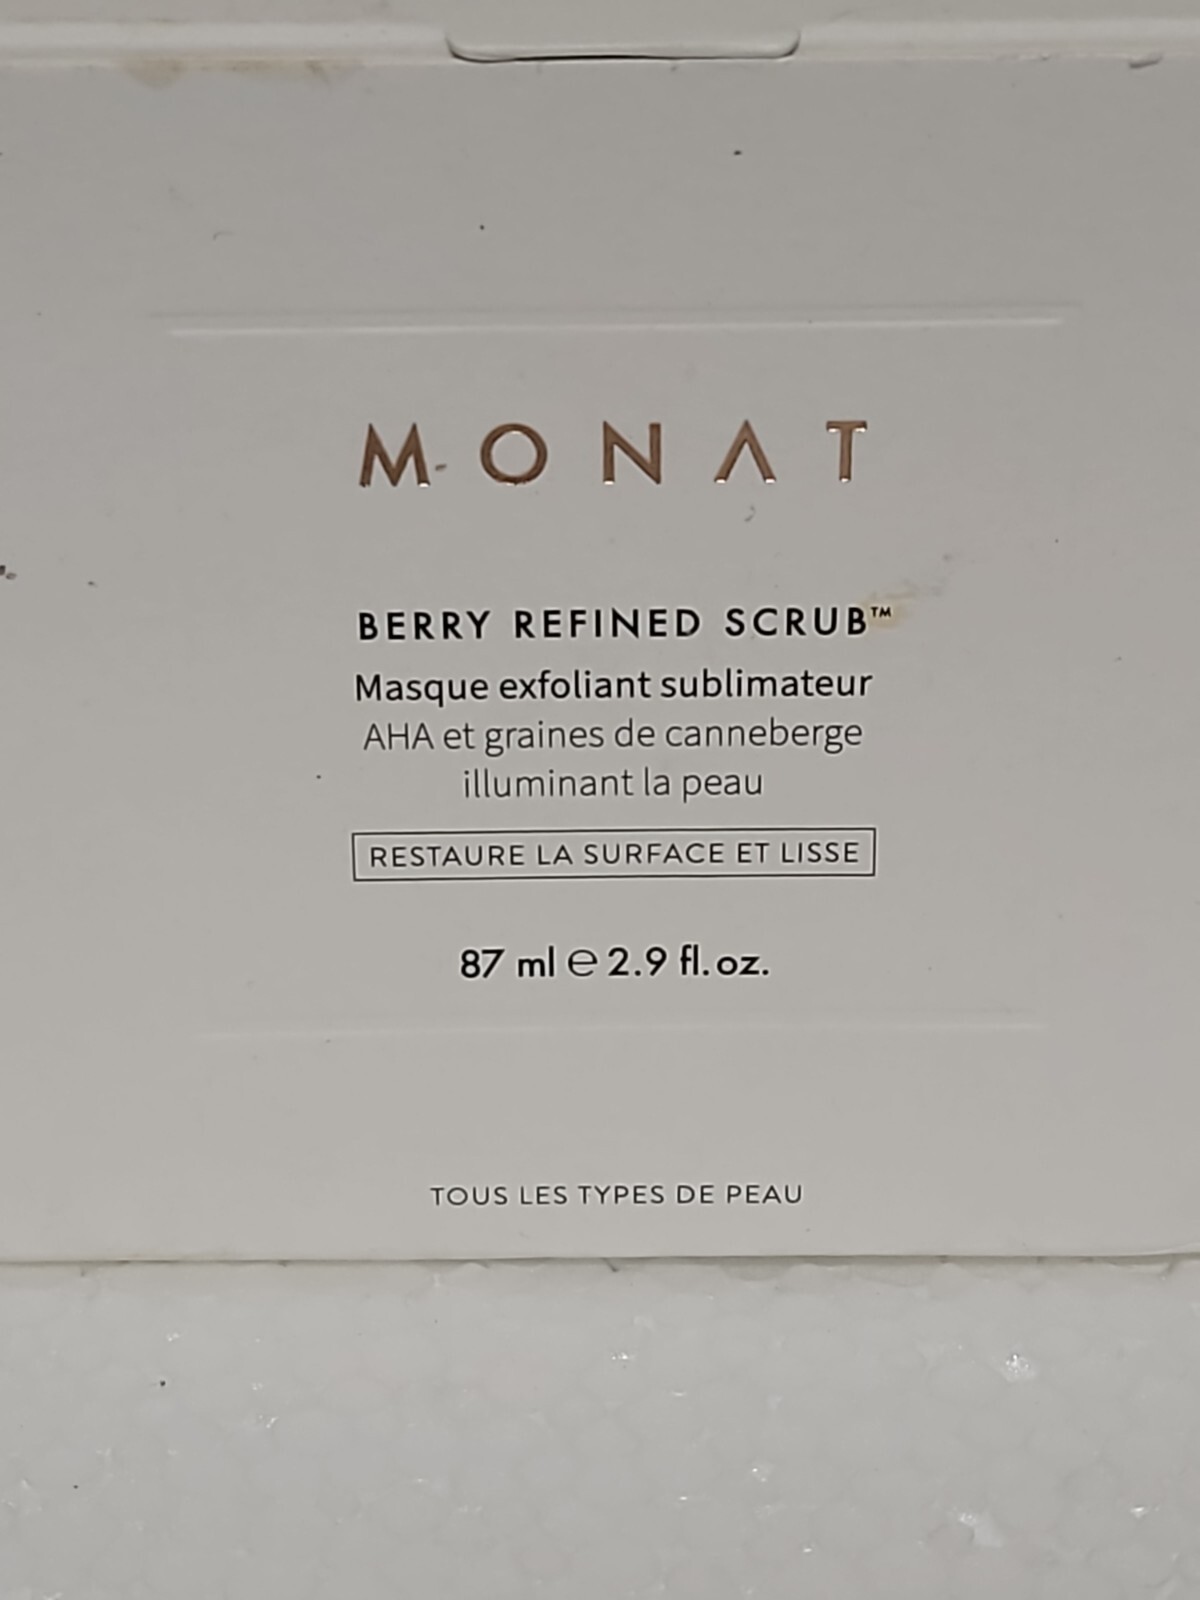 MONAT
BERRY REFINED SCRUB™
Masque exfoliant sublimateur
AHA et graines de canneberge
illuminant la peau
RESTAURE LA SURFACE ET LISSE
87 ml ℮ 2.9 fl.oz.
TOUS LES TYPES DE PEAU